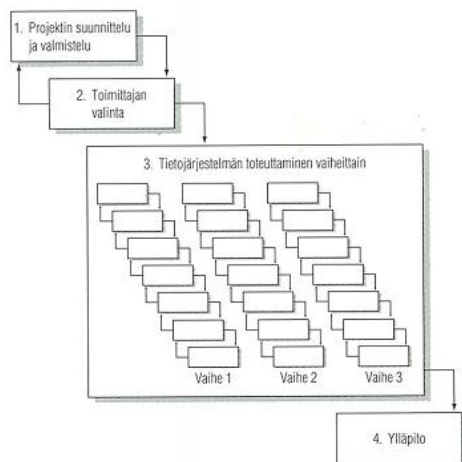 1. Projektin suunnittelu
ja valmistelu
2. Toimittajan
valinta
3. Tietojärjestelmän toteuttaminen vaiheittain
Vaihe 1
Vaihe 2
Vaihe 3
4. Ylläpito